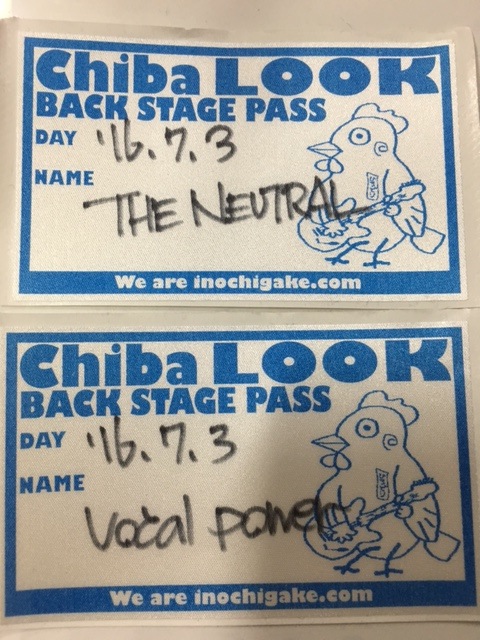 Chiba LOOK
BACK STAGE PASS
DAY '16.7.3
NAME
THE NEUTRAL
We are inochigake.com
Chiba LOOK
BACK STAGE PASS
DAY '16.7.3
NAME
Vocal power
We are inochigake.com